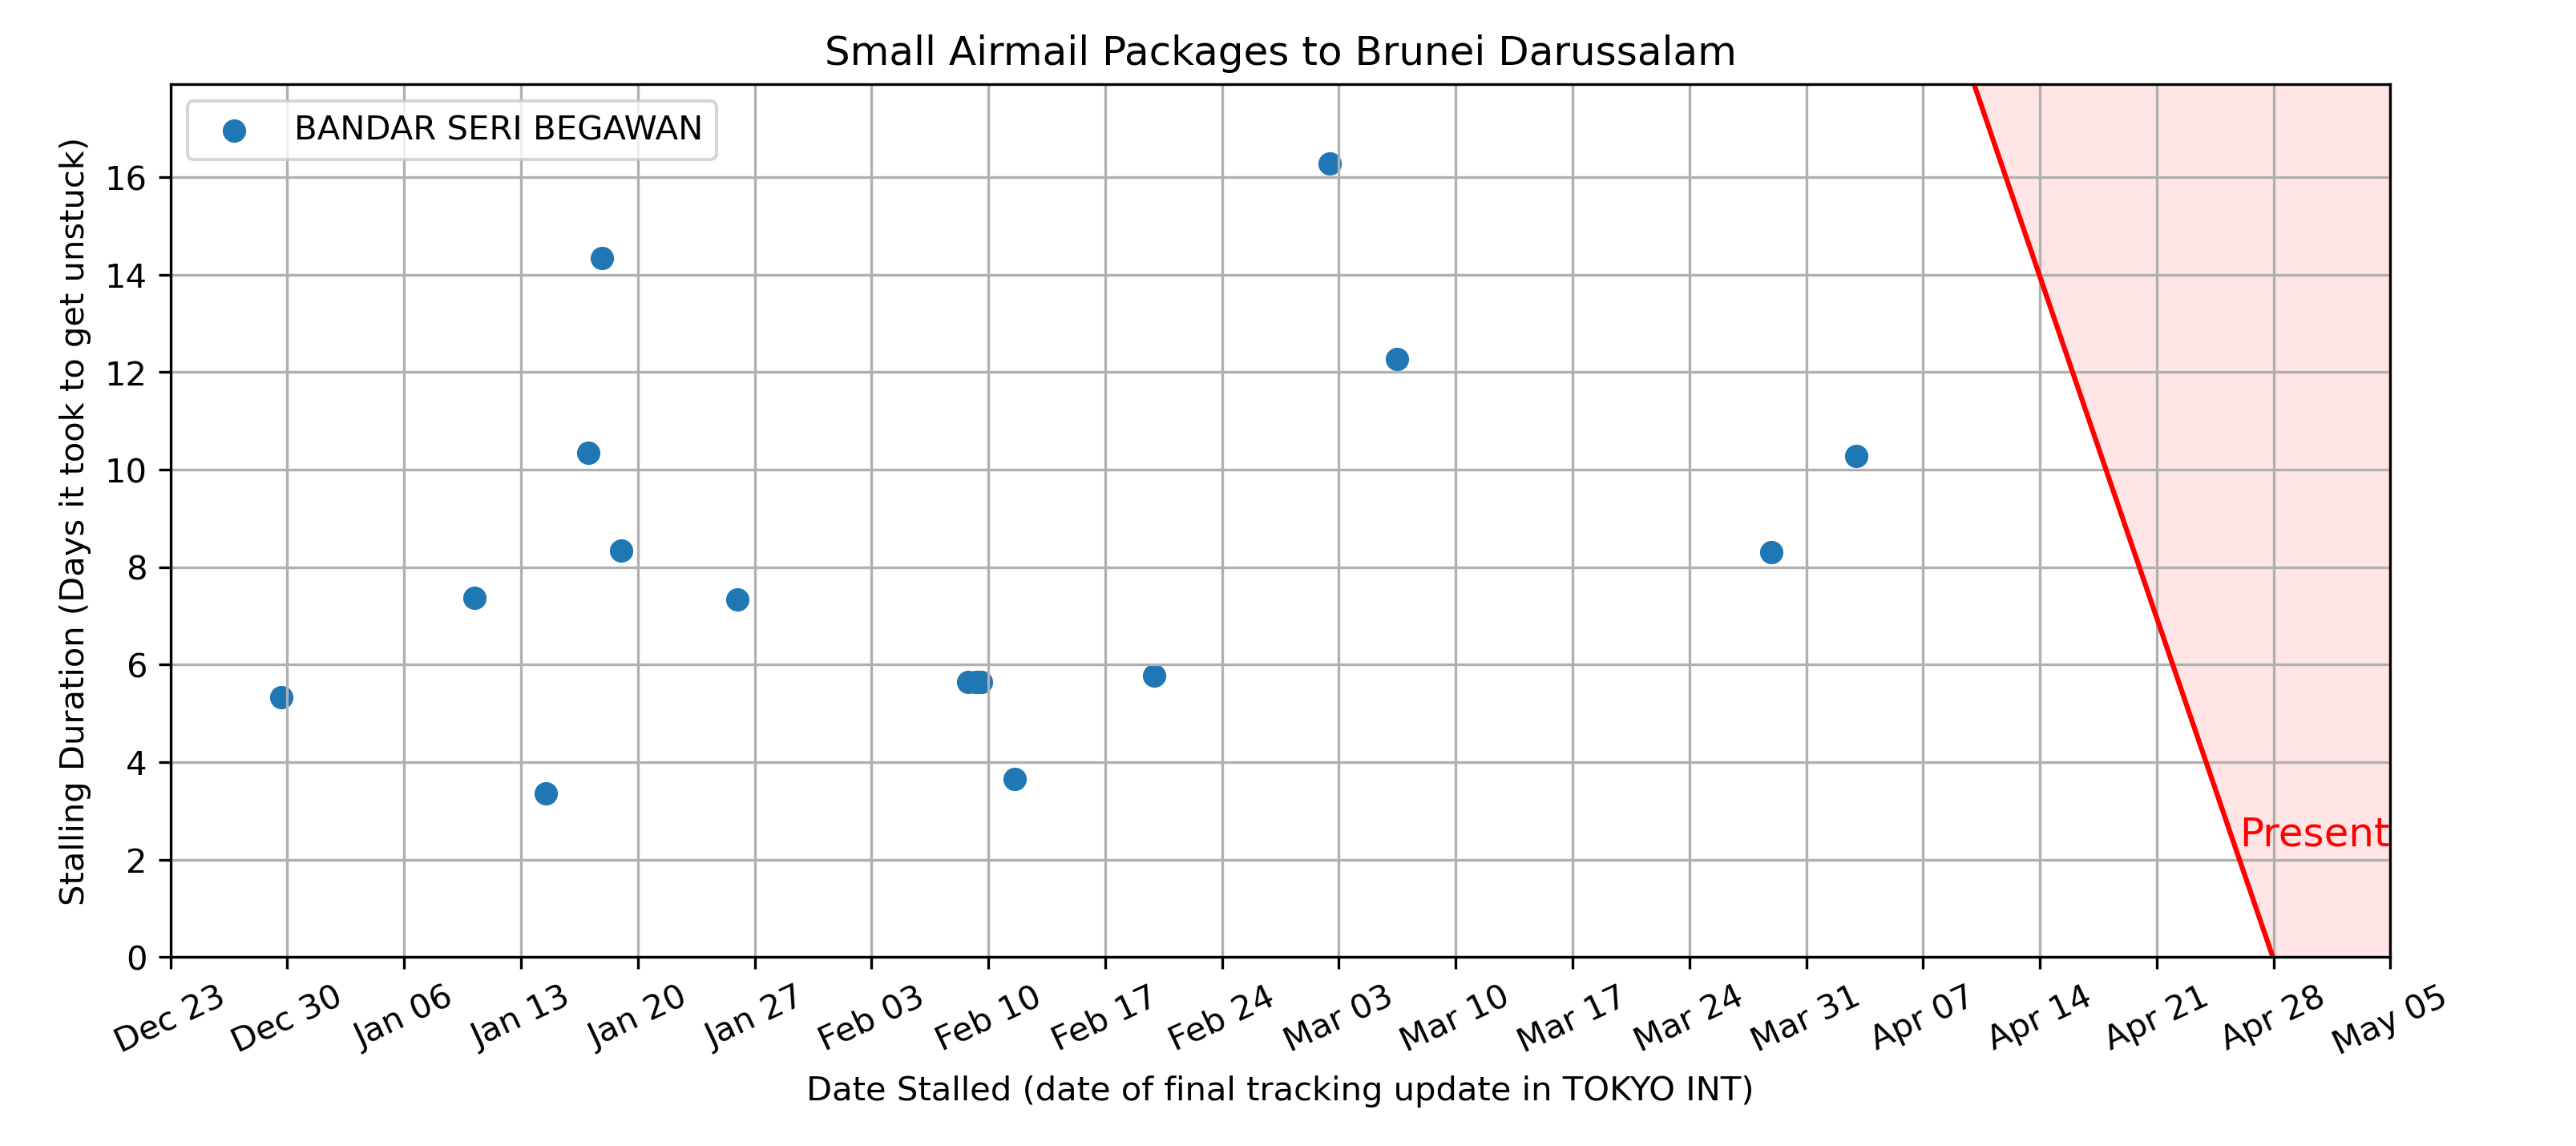 Small Airmail Packages to Brunei Darussalam
BANDAR SERI BEGAWAN
Stalling Duration (Days it took to get unstuck)
16
14
12
10
8
6
4
2
0
Present
Dec 23
Dec 30
Jan 06
Jan 13
Jan 20
Jan 27
Feb 03
Feb 10
Feb 17
Feb 24
Mar 03
Mar 10
Mar 17
Mar 24
Mar 31
Apr 07
Apr 14
Apr 21
Apr 28
May 05
Date Stalled (date of final tracking update in TOKYO INT)